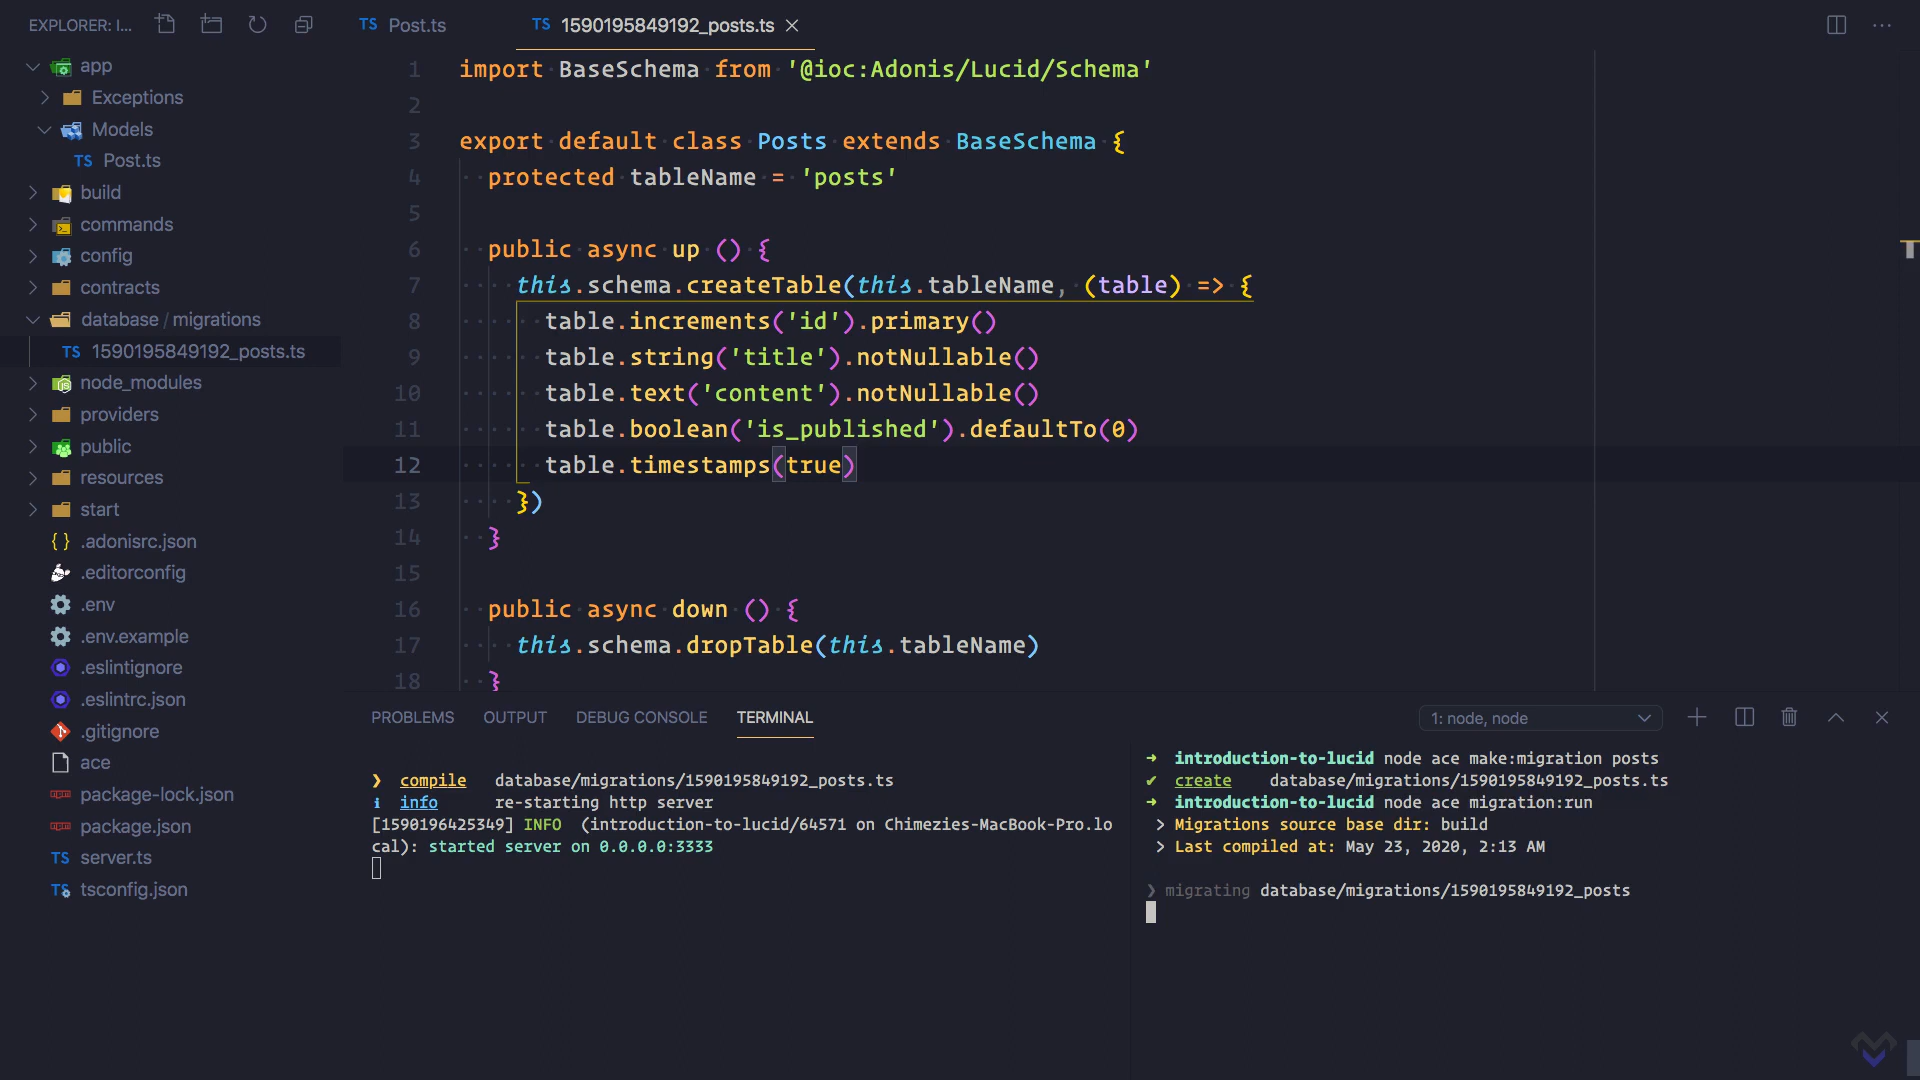 EXPLORER: I...
app
Exceptions
Models
TS Post.ts
build
commands
config
contracts
database / migrations
TS 1590195849192_posts.ts
node_modules
providers
public
resources
start
{ } .adonisrc.json
.editorconfig
.env
.env.example
.eslintignore
.eslintrc.json
.gitignore
ace
package-lock.json
package.json
TS server.ts
TS tsconfig.json
TS Post.ts
TS 1590195849192_posts.ts
1 import BaseSchema from '@ioc:Adonis/Lucid/Schema'
2
3 export default class Posts extends BaseSchema {
4 protected tableName = 'posts'
5
6 public async up () {
7 this.schema.createTable(this.tableName, (table) => {
8 table.increments('id').primary()
9 table.string('title').notNullable()
10 table.text('content').notNullable()
11 table.boolean('is_published').defaultTo(0)
12 table.timestamps(true)
13 })
14 }
15
16 public async down () {
17 this.schema.dropTable(this.tableName)
18 }
PROBLEMS OUTPUT DEBUG CONSOLE TERMINAL
1: node, node
❯ compile database/migrations/1590195849192_posts.ts
ℹ info re-starting http server
[1590196425349] INFO (introduction-to-lucid/64571 on Chimezies-MacBook-Pro.lo
cal): started server on 0.0.0.0:3333
→ introduction-to-lucid node ace make:migration posts
✔ create database/migrations/1590195849192_posts.ts
→ introduction-to-lucid node ace migration:run
> Migrations source base dir: build
> Last compiled at: May 23, 2020, 2:13 AM
❯ migrating database/migrations/1590195849192_posts